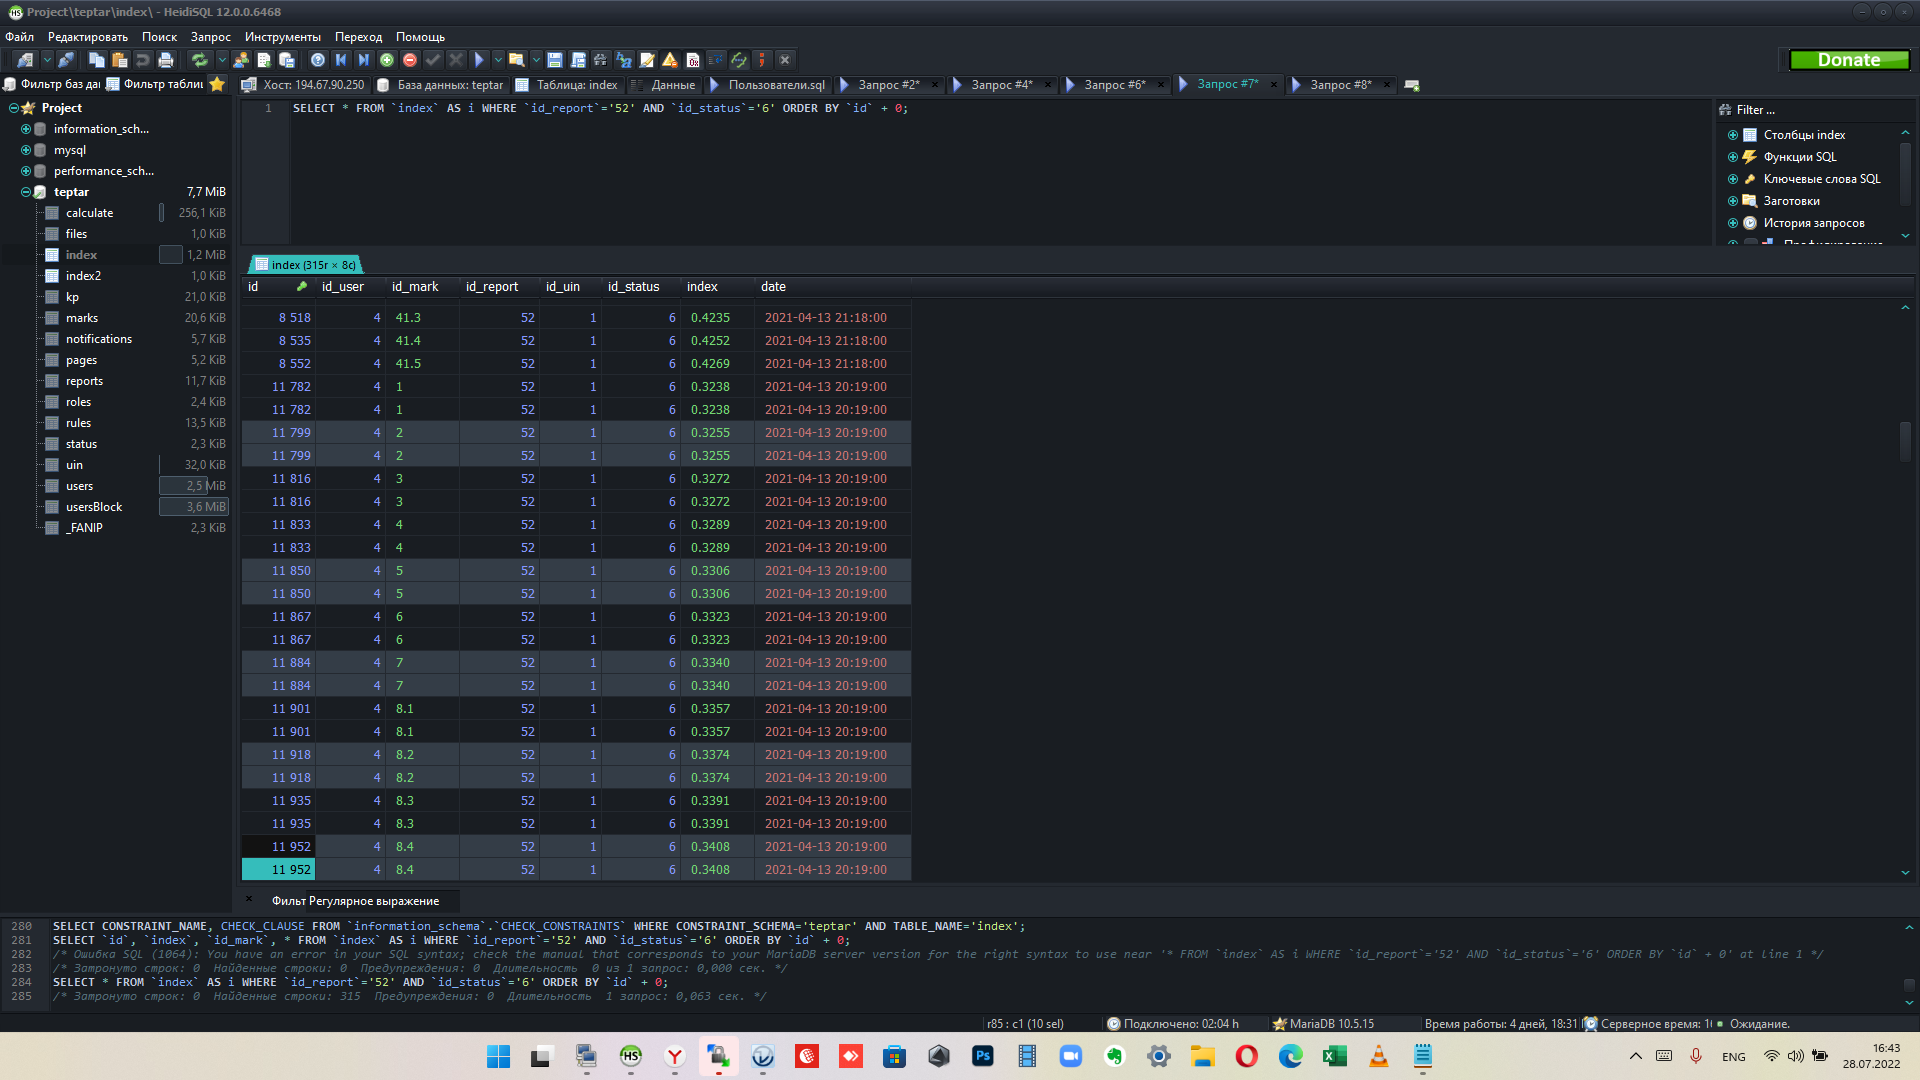 Project\teptar\index\ - HeidiSQL 12.0.0.6468
Файл Редактировать Поиск Запрос Инструменты Переход Помощь
Donate
Фильтр баз да Фильтр таблиц
Хост: 194.67.90.250 База данных: teptar Таблица: index Данные Пользователи.sql Запрос #2* Запрос #4* Запрос #6* Запрос #7* Запрос #8*
Project
information_sch...
mysql
performance_sch...
teptar 7,7 MiB
calculate 256,1 KiB
files 1,0 KiB
index 1,2 MiB
index2 1,0 KiB
kp 21,0 KiB
marks 20,6 KiB
notifications 5,7 KiB
pages 5,2 KiB
reports 11,7 KiB
roles 2,4 KiB
rules 13,5 KiB
status 2,3 KiB
uin 32,0 KiB
users 2,5 MiB
usersBlock 3,6 MiB
_FANIP 2,3 KiB
1 SELECT * FROM `index` AS i WHERE `id_report`='52' AND `id_status`='6' ORDER BY `id` + 0;
Filter ...
Столбцы index
Функции SQL
Ключевые слова SQL
Заготовки
История запросов
index (315r × 8c)
id id_user id_mark id_report id_uin id_status index date
8 518 4 41.3 52 1 6 0.4235 2021-04-13 21:18:00
8 535 4 41.4 52 1 6 0.4252 2021-04-13 21:18:00
8 552 4 41.5 52 1 6 0.4269 2021-04-13 21:18:00
11 782 4 1 52 1 6 0.3238 2021-04-13 20:19:00
11 782 4 1 52 1 6 0.3238 2021-04-13 20:19:00
11 799 4 2 52 1 6 0.3255 2021-04-13 20:19:00
11 799 4 2 52 1 6 0.3255 2021-04-13 20:19:00
11 816 4 3 52 1 6 0.3272 2021-04-13 20:19:00
11 816 4 3 52 1 6 0.3272 2021-04-13 20:19:00
11 833 4 4 52 1 6 0.3289 2021-04-13 20:19:00
11 833 4 4 52 1 6 0.3289 2021-04-13 20:19:00
11 850 4 5 52 1 6 0.3306 2021-04-13 20:19:00
11 850 4 5 52 1 6 0.3306 2021-04-13 20:19:00
11 867 4 6 52 1 6 0.3323 2021-04-13 20:19:00
11 867 4 6 52 1 6 0.3323 2021-04-13 20:19:00
11 884 4 7 52 1 6 0.3340 2021-04-13 20:19:00
11 884 4 7 52 1 6 0.3340 2021-04-13 20:19:00
11 901 4 8.1 52 1 6 0.3357 2021-04-13 20:19:00
11 901 4 8.1 52 1 6 0.3357 2021-04-13 20:19:00
11 918 4 8.2 52 1 6 0.3374 2021-04-13 20:19:00
11 918 4 8.2 52 1 6 0.3374 2021-04-13 20:19:00
11 935 4 8.3 52 1 6 0.3391 2021-04-13 20:19:00
11 935 4 8.3 52 1 6 0.3391 2021-04-13 20:19:00
11 952 4 8.4 52 1 6 0.3408 2021-04-13 20:19:00
11 952 4 8.4 52 1 6 0.3408 2021-04-13 20:19:00
Фильт Регулярное выражение
280 SELECT CONSTRAINT_NAME, CHECK_CLAUSE FROM `information_schema`.`CHECK_CONSTRAINTS` WHERE CONSTRAINT_SCHEMA='teptar' AND TABLE_NAME='index';
281 SELECT `id`, `index`, `id_mark`, * FROM `index` AS i WHERE `id_report`='52' AND `id_status`='6' ORDER BY `id` + 0;
282 /* Ошибка SQL (1064): You have an error in your SQL syntax; check the manual that corresponds to your MariaDB server version for the right syntax to use near '* FROM `index` AS i WHERE `id_report`='52' AND `id_status`='6' ORDER BY `id` + 0' at line 1 */
283 /* Затронуто строк: 0 Найденные строки: 0 Предупреждения: 0 Длительность 0 из 1 запрос: 0,000 сек. */
284 SELECT * FROM `index` AS i WHERE `id_report`='52' AND `id_status`='6' ORDER BY `id` + 0;
285 /* Затронуто строк: 0 Найденные строки: 315 Предупреждения: 0 Длительность 1 запрос: 0,063 сек. */
r85 : c1 (10 sel) Подключено: 02:04 h MariaDB 10.5.15 Время работы: 4 дней, 18:31 Серверное время: 1 Ожидание.
ENG 16:43
28.07.2022